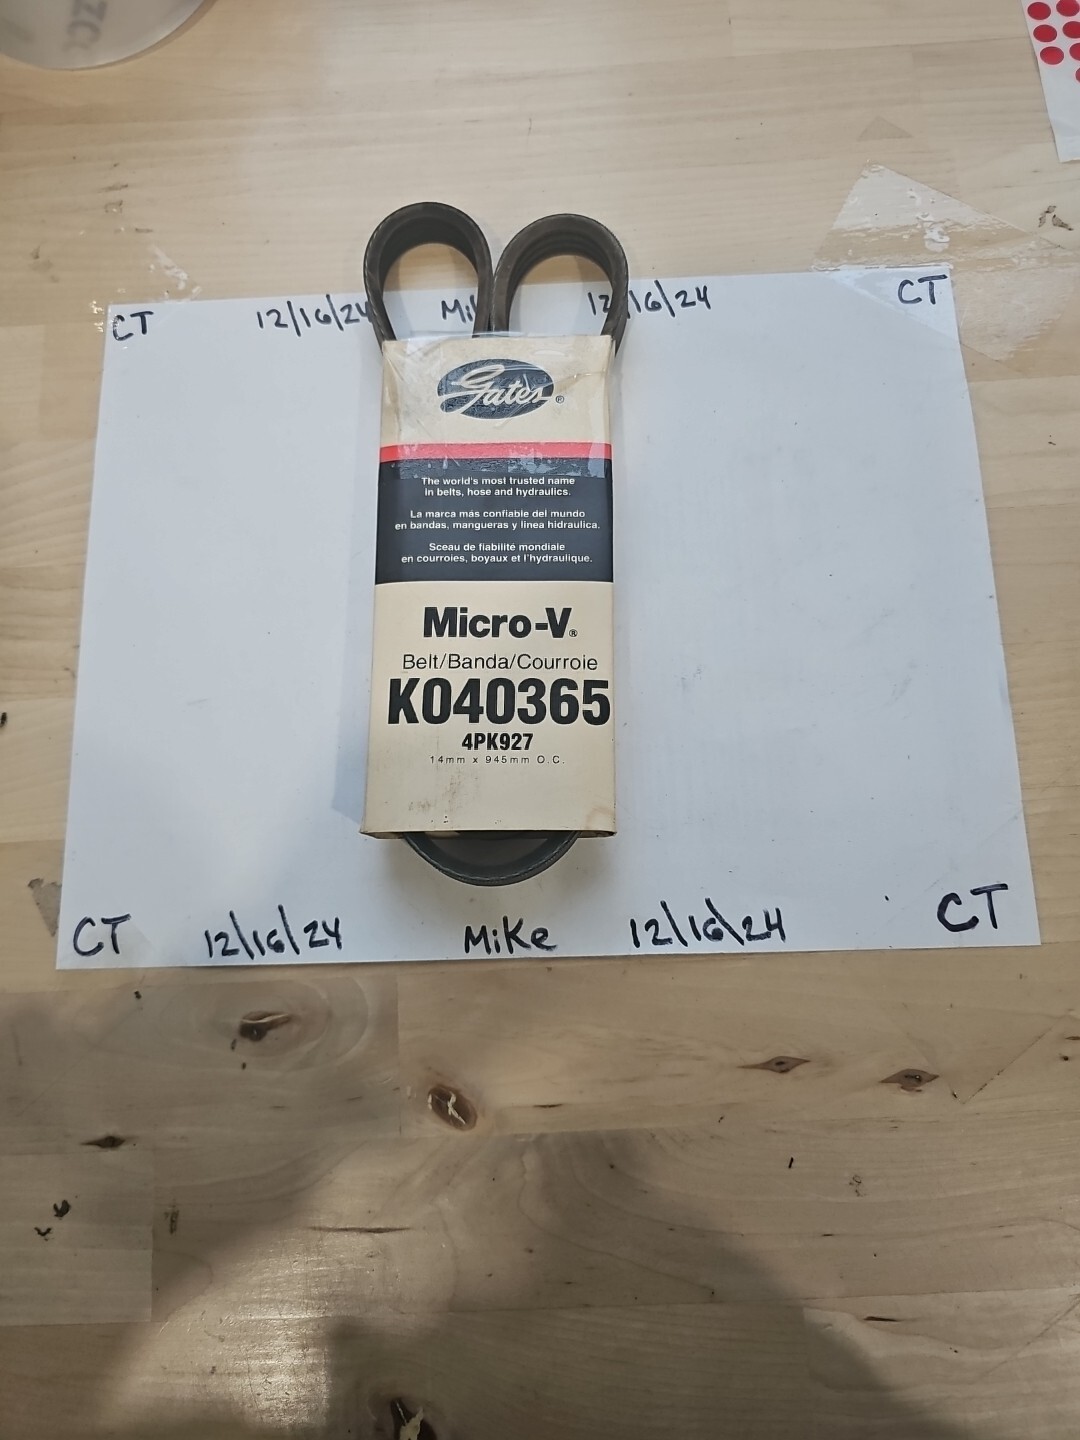 CT 12/16/24 Mi 12/16/24 CT
Gates®
The world's most trusted name
in belts, hose and hydraulics.
La marca más confiable del mundo
en bandas, mangueras y linea hidraulica.
Sceau de fiabilité mondiale
en courroies, boyaux et l'hydraulique.
Micro-V®
Belt/Banda/Courroie
K040365
4PK927
14mm x 945mm O.C.
CT 12/16/24 Mike 12/16/24 CT